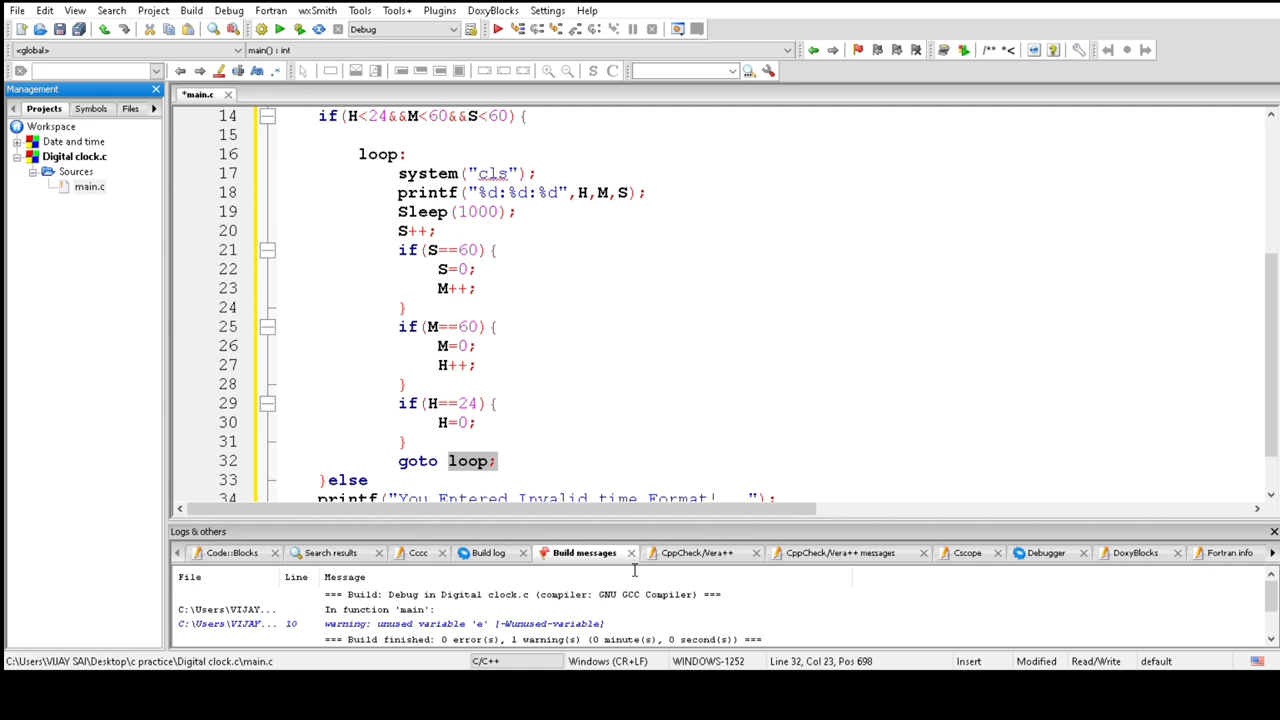 File Edit View Search Project Build Debug Fortran wxSmith Tools Tools+ Plugins DoxyBlocks Settings Help
Debug
<global> main() : int
/** *<
S C
Management
*main.c
Projects Symbols Files
Workspace
Date and time
Digital clock.c
Sources
main.c
14 if(H<24&&M<60&&S<60){
15
16 loop:
17 system("cls");
18 printf("%d:%d:%d",H,M,S);
19 Sleep(1000);
20 S++;
21 if(S==60){
22 S=0;
23 M++;
24 }
25 if(M==60){
26 M=0;
27 H++;
28 }
29 if(H==24){
30 H=0;
31 }
32 goto loop;
33 }else
34 printf("You Entered Invalid time Format!...");
Logs & others
Code::Blocks Search results Cccc Build log Build messages CppCheck/Vera++ CppCheck/Vera++ messages Cscope Debugger DoxyBlocks Fortran info
File Line Message
=== Build: Debug in Digital clock.c (compiler: GNU GCC Compiler) ===
C:\Users\VIJAY... In function 'main':
C:\Users\VIJAY... 10 warning: unused variable 'e' [-Wunused-variable]
=== Build finished: 0 error(s), 1 warning(s) (0 minute(s), 0 second(s)) ===
C:\Users\VIJAY SAI\Desktop\c practice\Digital clock.c\main.c C/C++ Windows (CR+LF) WINDOWS-1252 Line 32, Col 23, Pos 698 Insert Modified Read/Write default